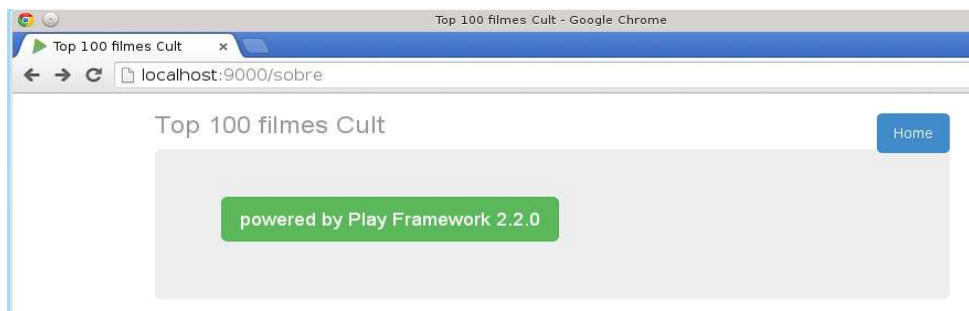 Top 100 filmes Cult - Google Chrome
Top 100 filmes Cult
localhost:9000/sobre
Top 100 filmes Cult
Home
powered by Play Framework 2.2.0